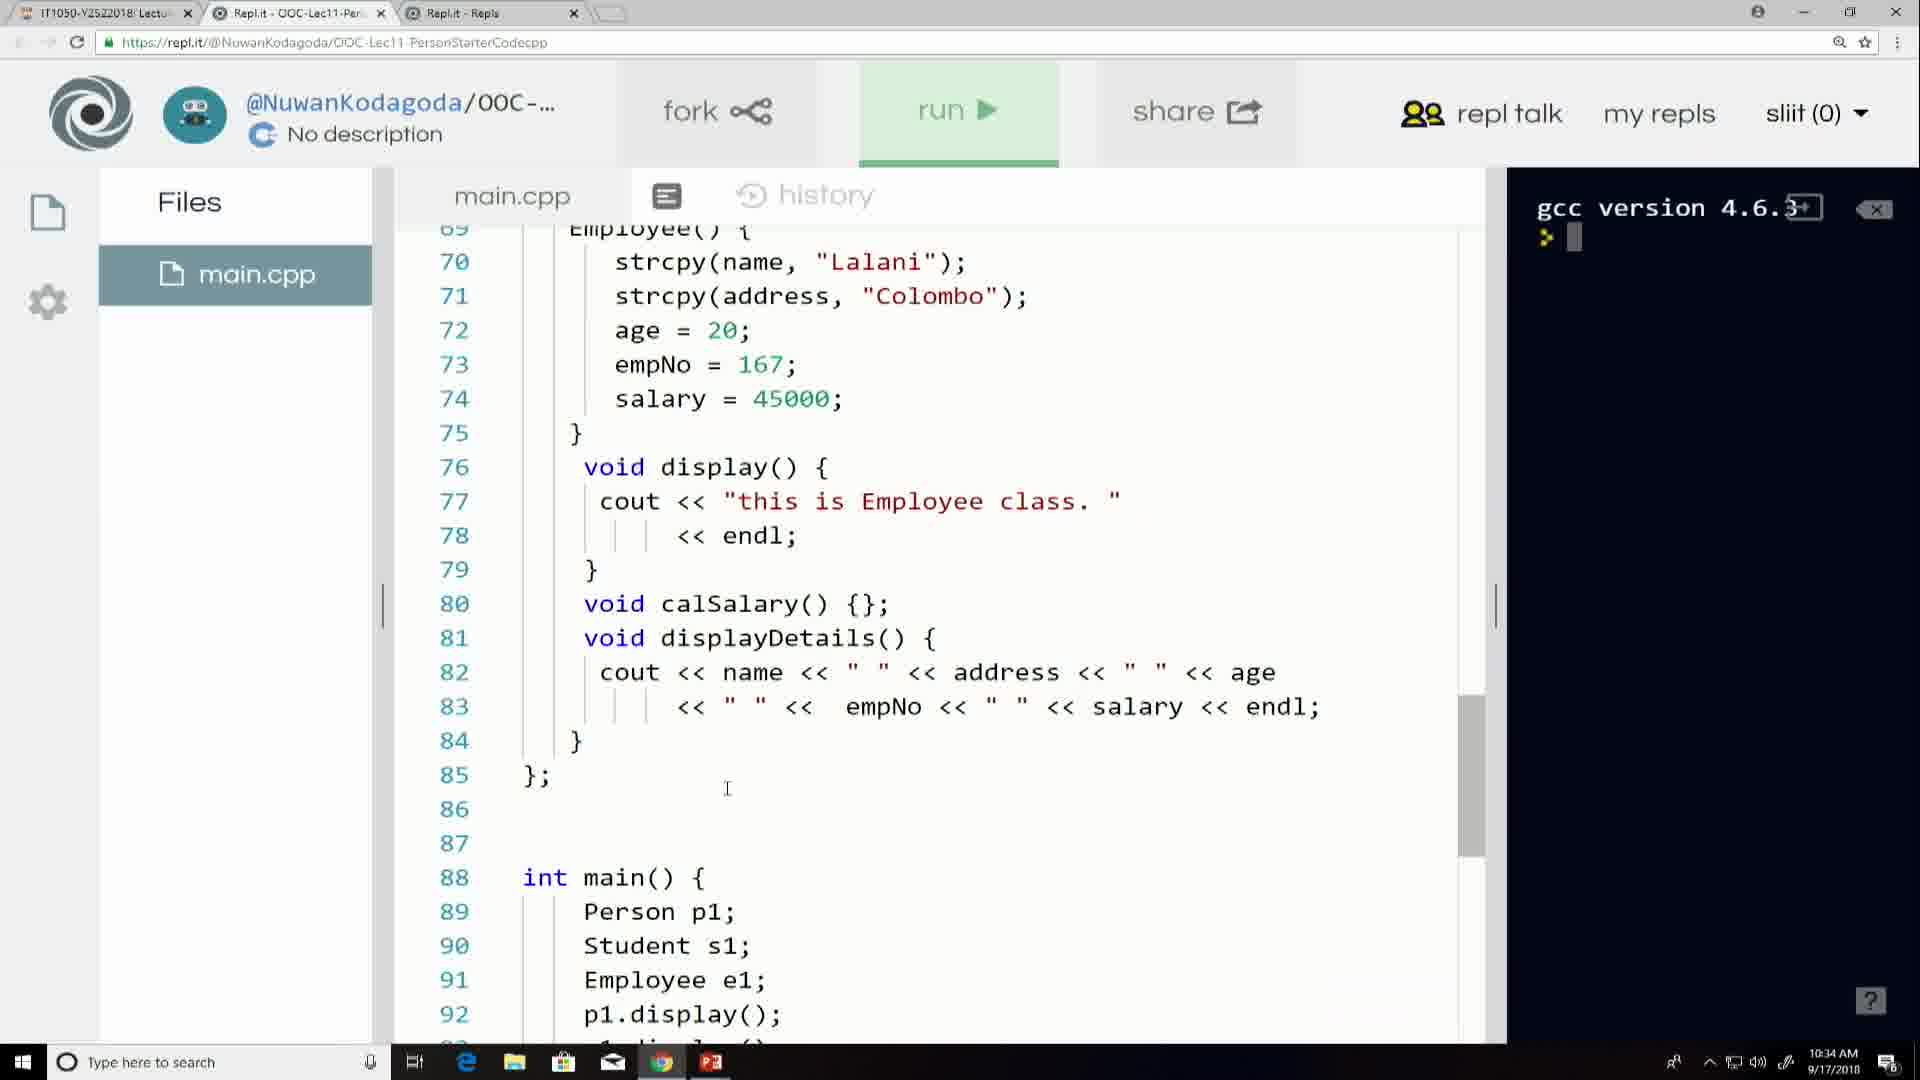 IT1050-Y2S22018: Lectu
Repl.it - OOC-Lec11-Per
Repl.it - Repls
https://repl.it/@NuwanKodagoda/OOC-Lec11-PersonStarterCodecpp
@NuwanKodagoda/OOC-...
No description
fork
run
share
repl talk
my repls
sliit (0)
Files
main.cpp
main.cpp
history
gcc version 4.6.3
>
69 Employee() {
70 strcpy(name, "Lalani");
71 strcpy(address, "Colombo");
72 age = 20;
73 empNo = 167;
74 salary = 45000;
75 }
76 void display() {
77 cout << "this is Employee class. "
78 << endl;
79 }
80 void calSalary() {};
81 void displayDetails() {
82 cout << name << " " << address << " " << age
83 << " " << empNo << " " << salary << endl;
84 }
85 };
86
87
88 int main() {
89 Person p1;
90 Student s1;
91 Employee e1;
92 p1.display();
?
Type here to search
10:34 AM
9/17/2018